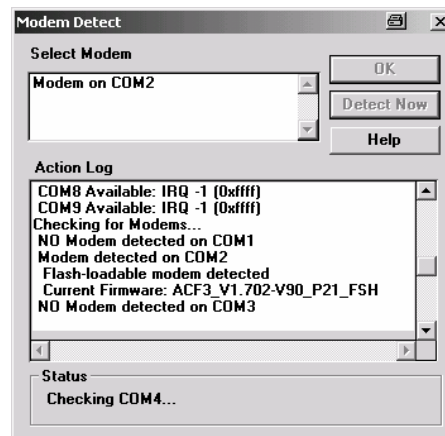 Modem Detect
Select Modem
Modem on COM2
OK
Detect Now
Help
Action Log
COM8 Available: IRQ -1 (0xffff)
COM9 Available: IRQ -1 (0xffff)
Checking for Modems...
NO Modem detected on COM1
Modem detected on COM2
Flash-loadable modem detected
Current Firmware: ACF3_V1.702-V90_P21_FSH
NO Modem detected on COM3
Status
Checking COM4...